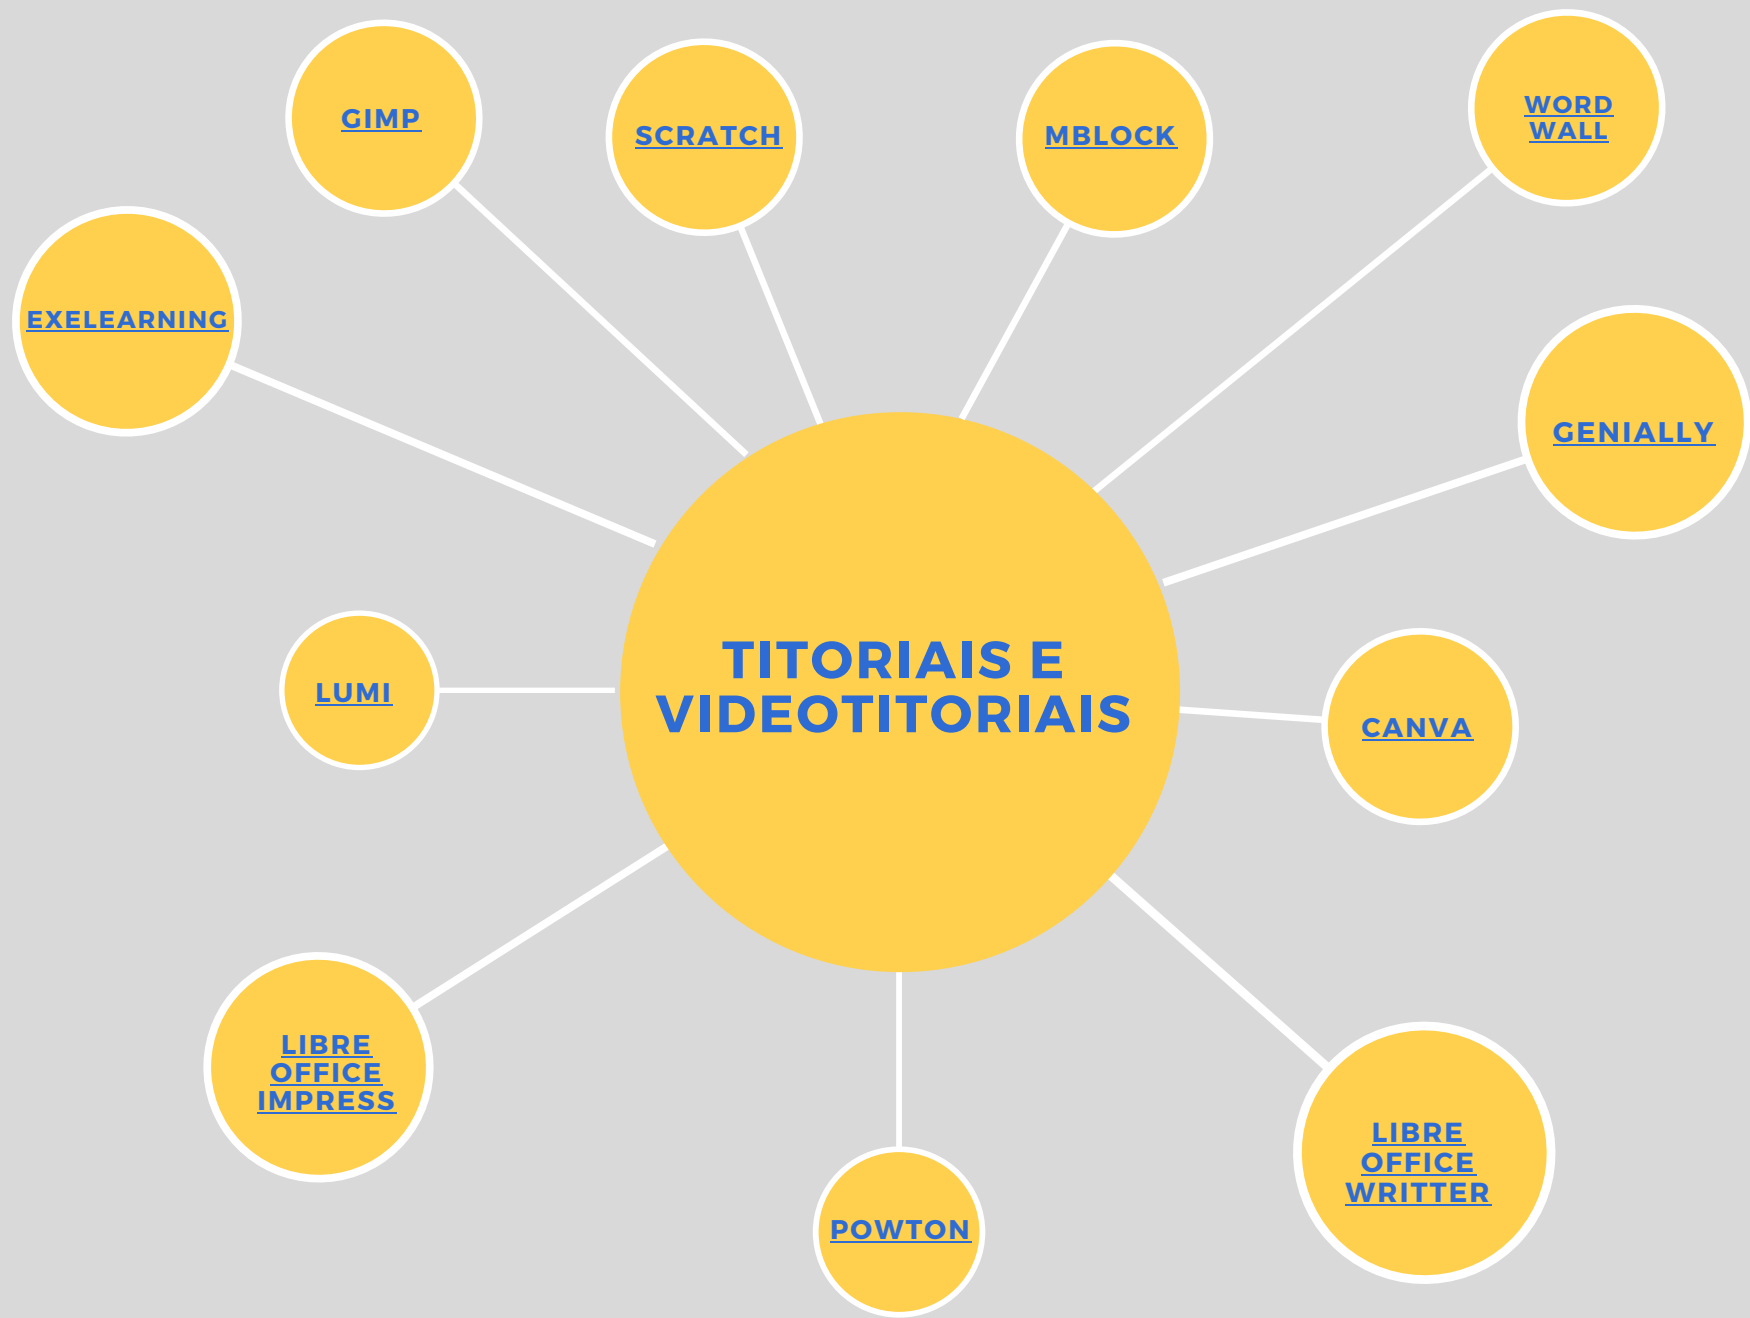 GIMP
SCRATCH
MBLOCK
WORD
WALL
EXELEARNING
GENIALLY
TITORIAIS E
VIDEOTITORIAIS
LUMI
CANVA
LIBRE
OFFICE
IMPRESS
LIBRE
OFFICE
WRITTER
POWTON